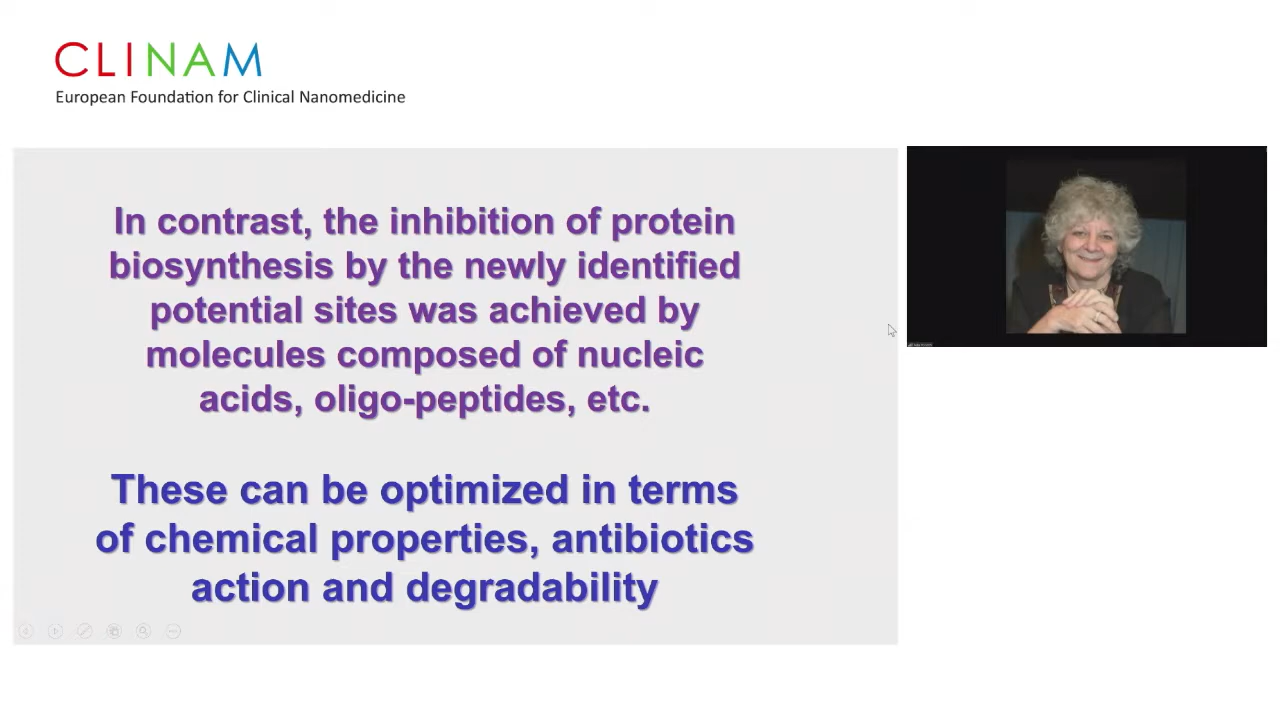 CLINAM
European Foundation for Clinical Nanomedicine
In contrast, the inhibition of protein
biosynthesis by the newly identified
potential sites was achieved by
molecules composed of nucleic
acids, oligo-peptides, etc.
These can be optimized in terms
of chemical properties, antibiotics
action and degradability